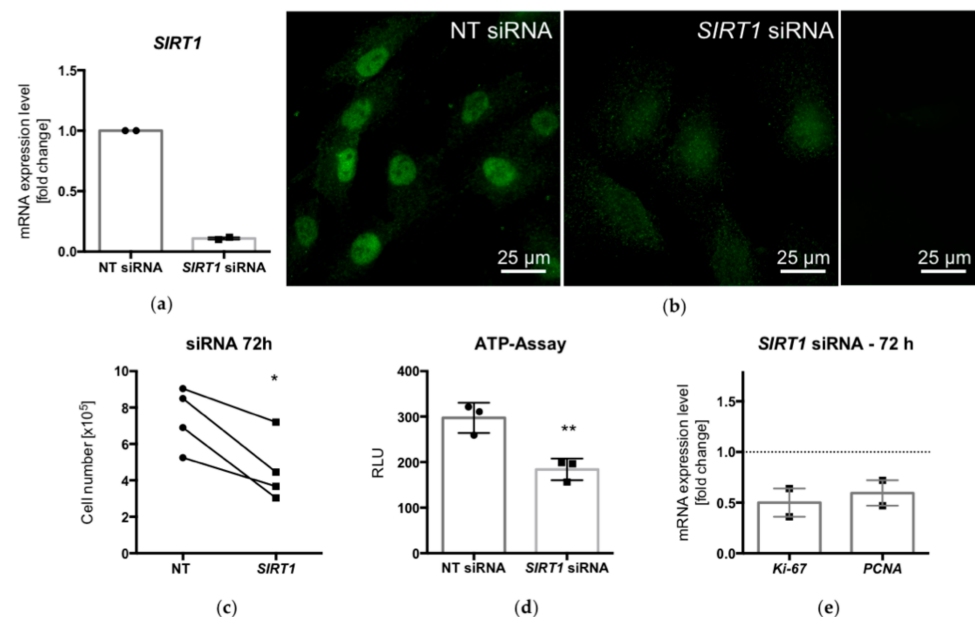 SIRT1
mRNA expression level
[fold change]
1.5
1.0
0.5
0.0
NT siRNA
SIRT1 siRNA
(a)
NT siRNA
25 µm
SIRT1 siRNA
25 µm
25 µm
(b)
siRNA 72h
Cell number [x10⁵]
10
8
6
4
2
0
*
NT
SIRT1
(c)
ATP-Assay
RLU
400
300
200
100
0
**
NT siRNA
SIRT1 siRNA
(d)
SIRT1 siRNA - 72 h
mRNA expression level
[fold change]
1.5
1.0
0.5
0.0
Ki-67
PCNA
(e)